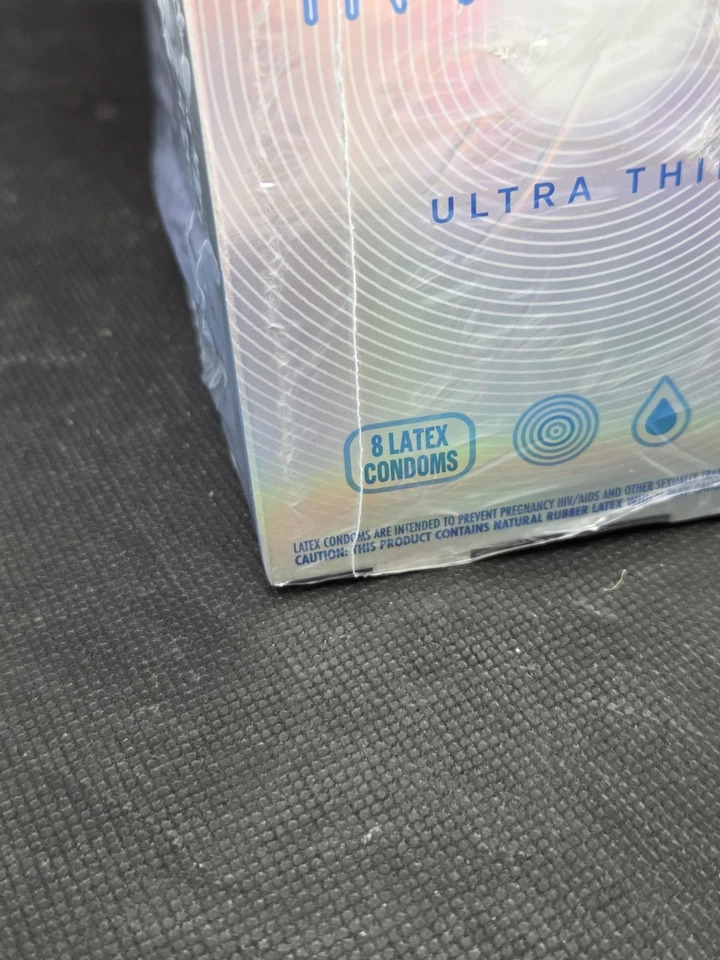 ULTRA THI
8 LATEX
CONDOMS
LATEX CONDOMS ARE INTENDED TO PREVENT PREGNANCY HIV/AIDS AND OTHER SEXUALLY TRA
CAUTION: THIS PRODUCT CONTAINS NATURAL RUBBER LATEX